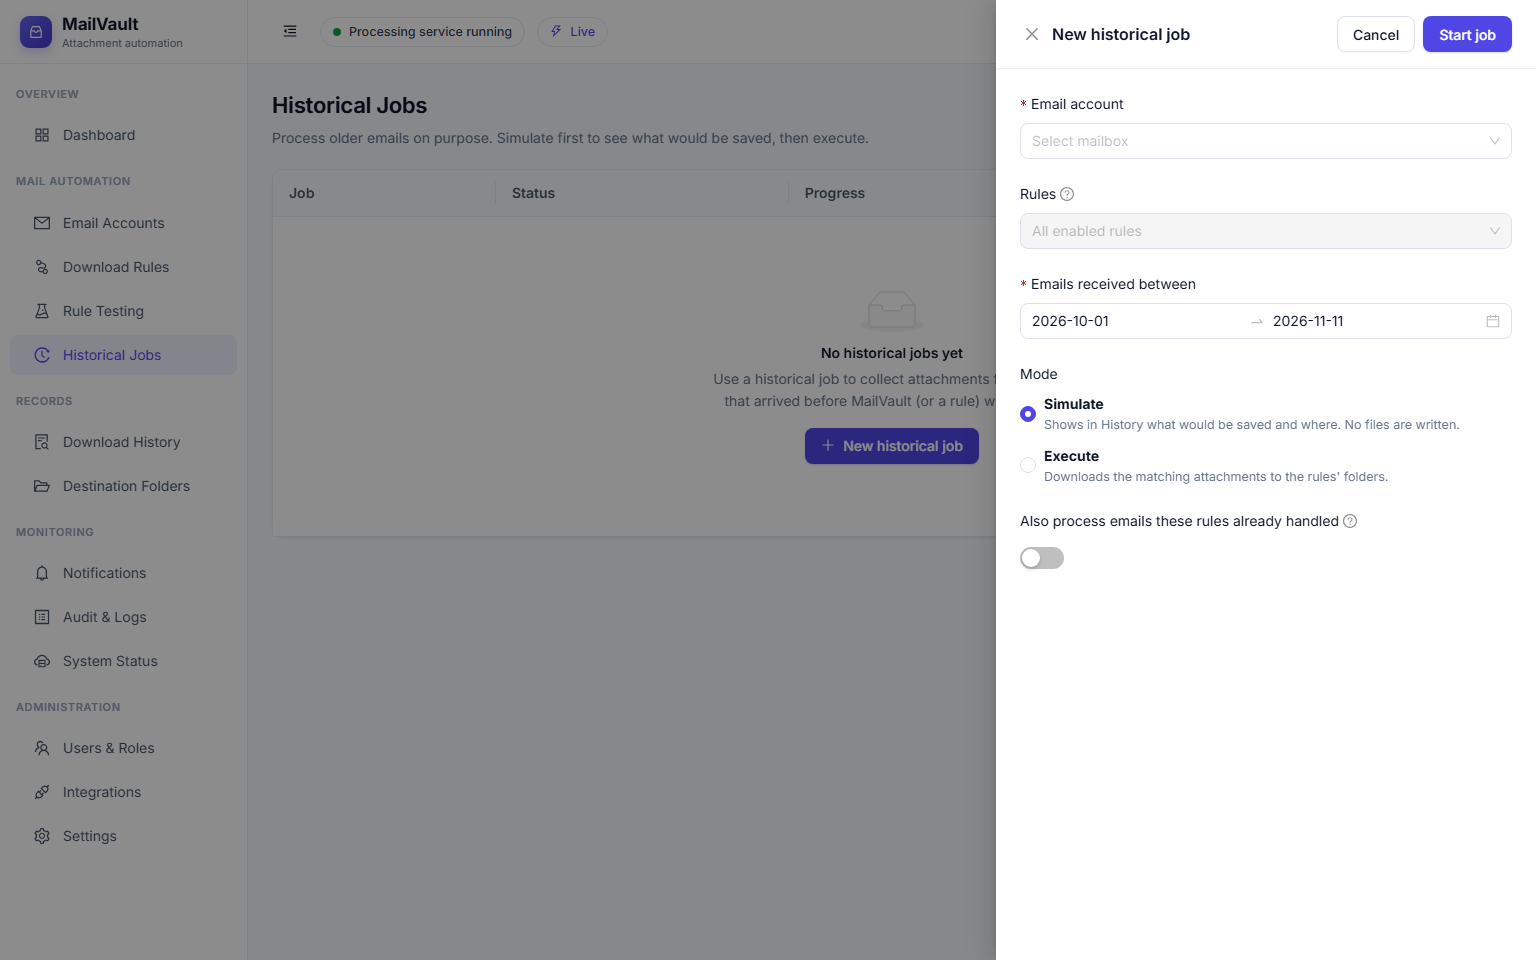 MailVault
Attachment automation
OVERVIEW
Dashboard
MAIL AUTOMATION
Email Accounts
Download Rules
Rule Testing
Historical Jobs
RECORDS
Download History
Destination Folders
MONITORING
Notifications
Audit & Logs
System Status
ADMINISTRATION
Users & Roles
Integrations
Settings
Processing service running
Live
Historical Jobs
Process older emails on purpose. Simulate first to see what would be saved, then execute.
Job Status Progress
No historical jobs yet
Use a historical job to collect attachments
that arrived before MailVault (or a rule)
New historical job
New historical job
Cancel
Start job
* Email account
Select mailbox
Rules
All enabled rules
* Emails received between
2026-10-01 2026-11-11
Mode
Simulate
Shows in History what would be saved and where. No files are written.
Execute
Downloads the matching attachments to the rules' folders.
Also process emails these rules already handled